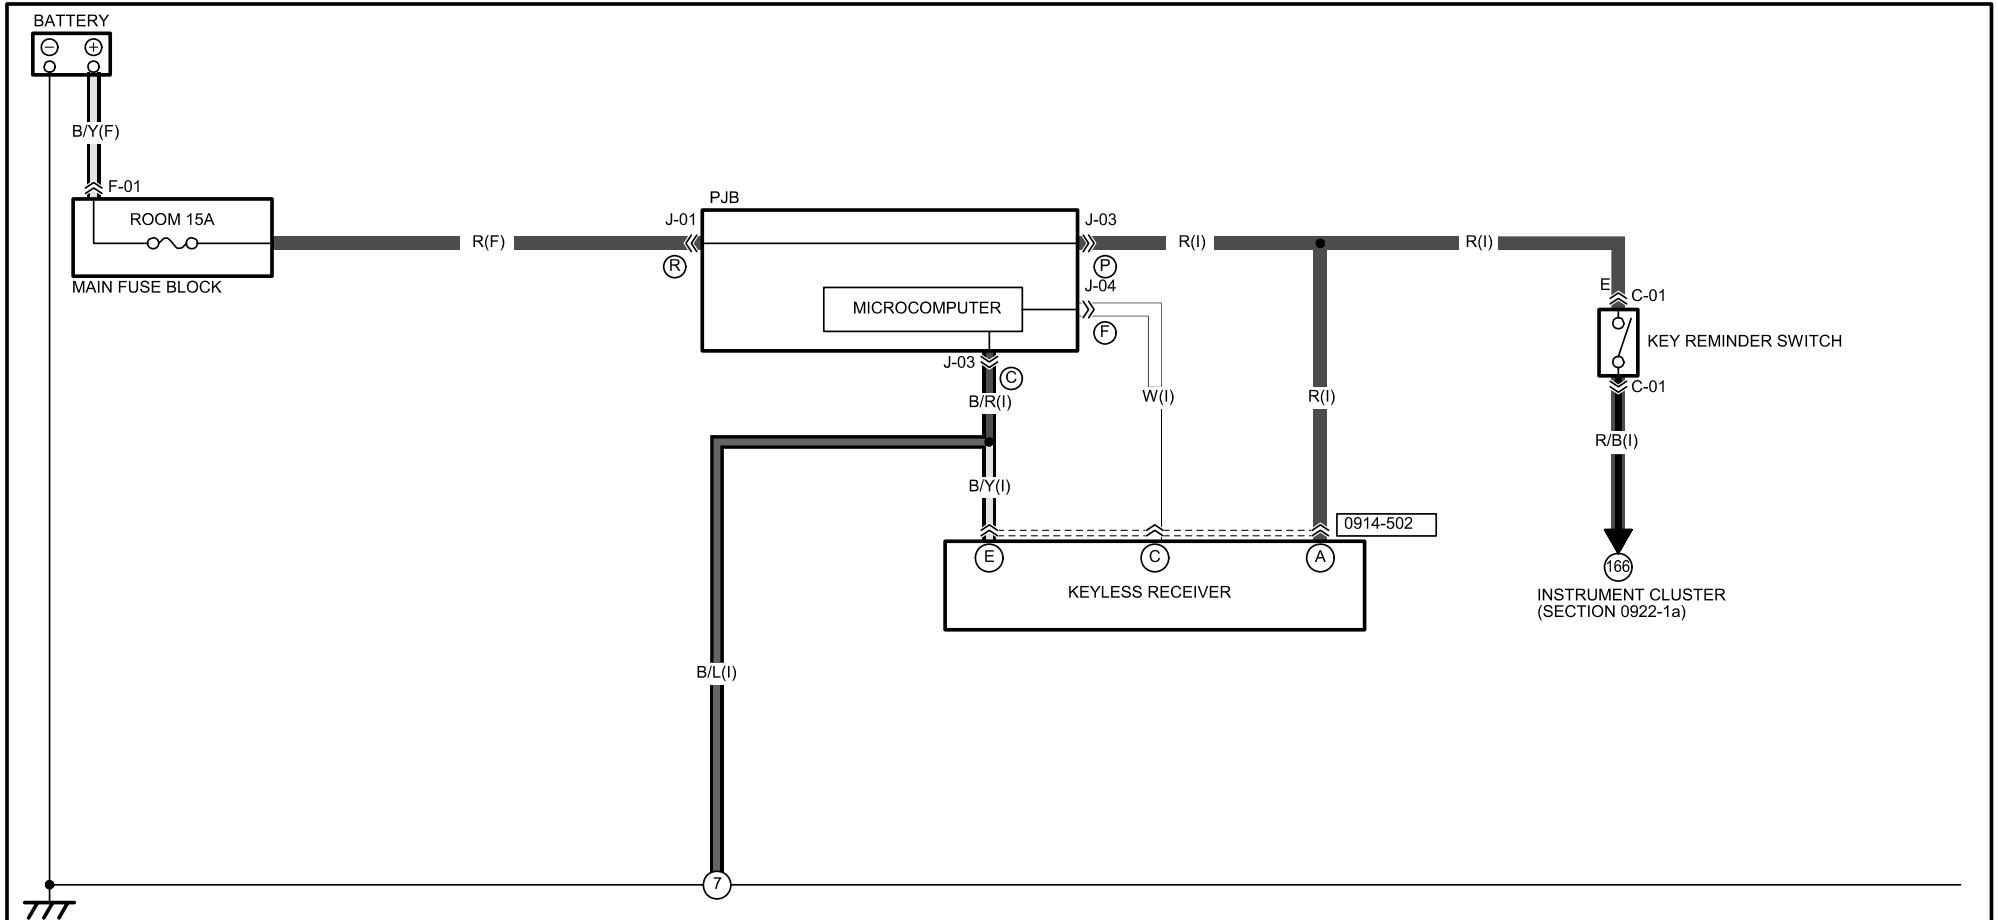 BATTERY
− +
B/Y(F)
F-01
ROOM 15A
MAIN FUSE BLOCK
R(F)
J-01
R
PJB
MICROCOMPUTER
J-03
P
R(I)
R(I)
J-04
F
J-03
C
B/R(I)
W(I)
R(I)
B/Y(I)
E
C-01
KEY REMINDER SWITCH
C-01
R/B(I)
166
INSTRUMENT CLUSTER
(SECTION 0922-1a)
0914-502
E
C
A
KEYLESS RECEIVER
B/L(I)
7